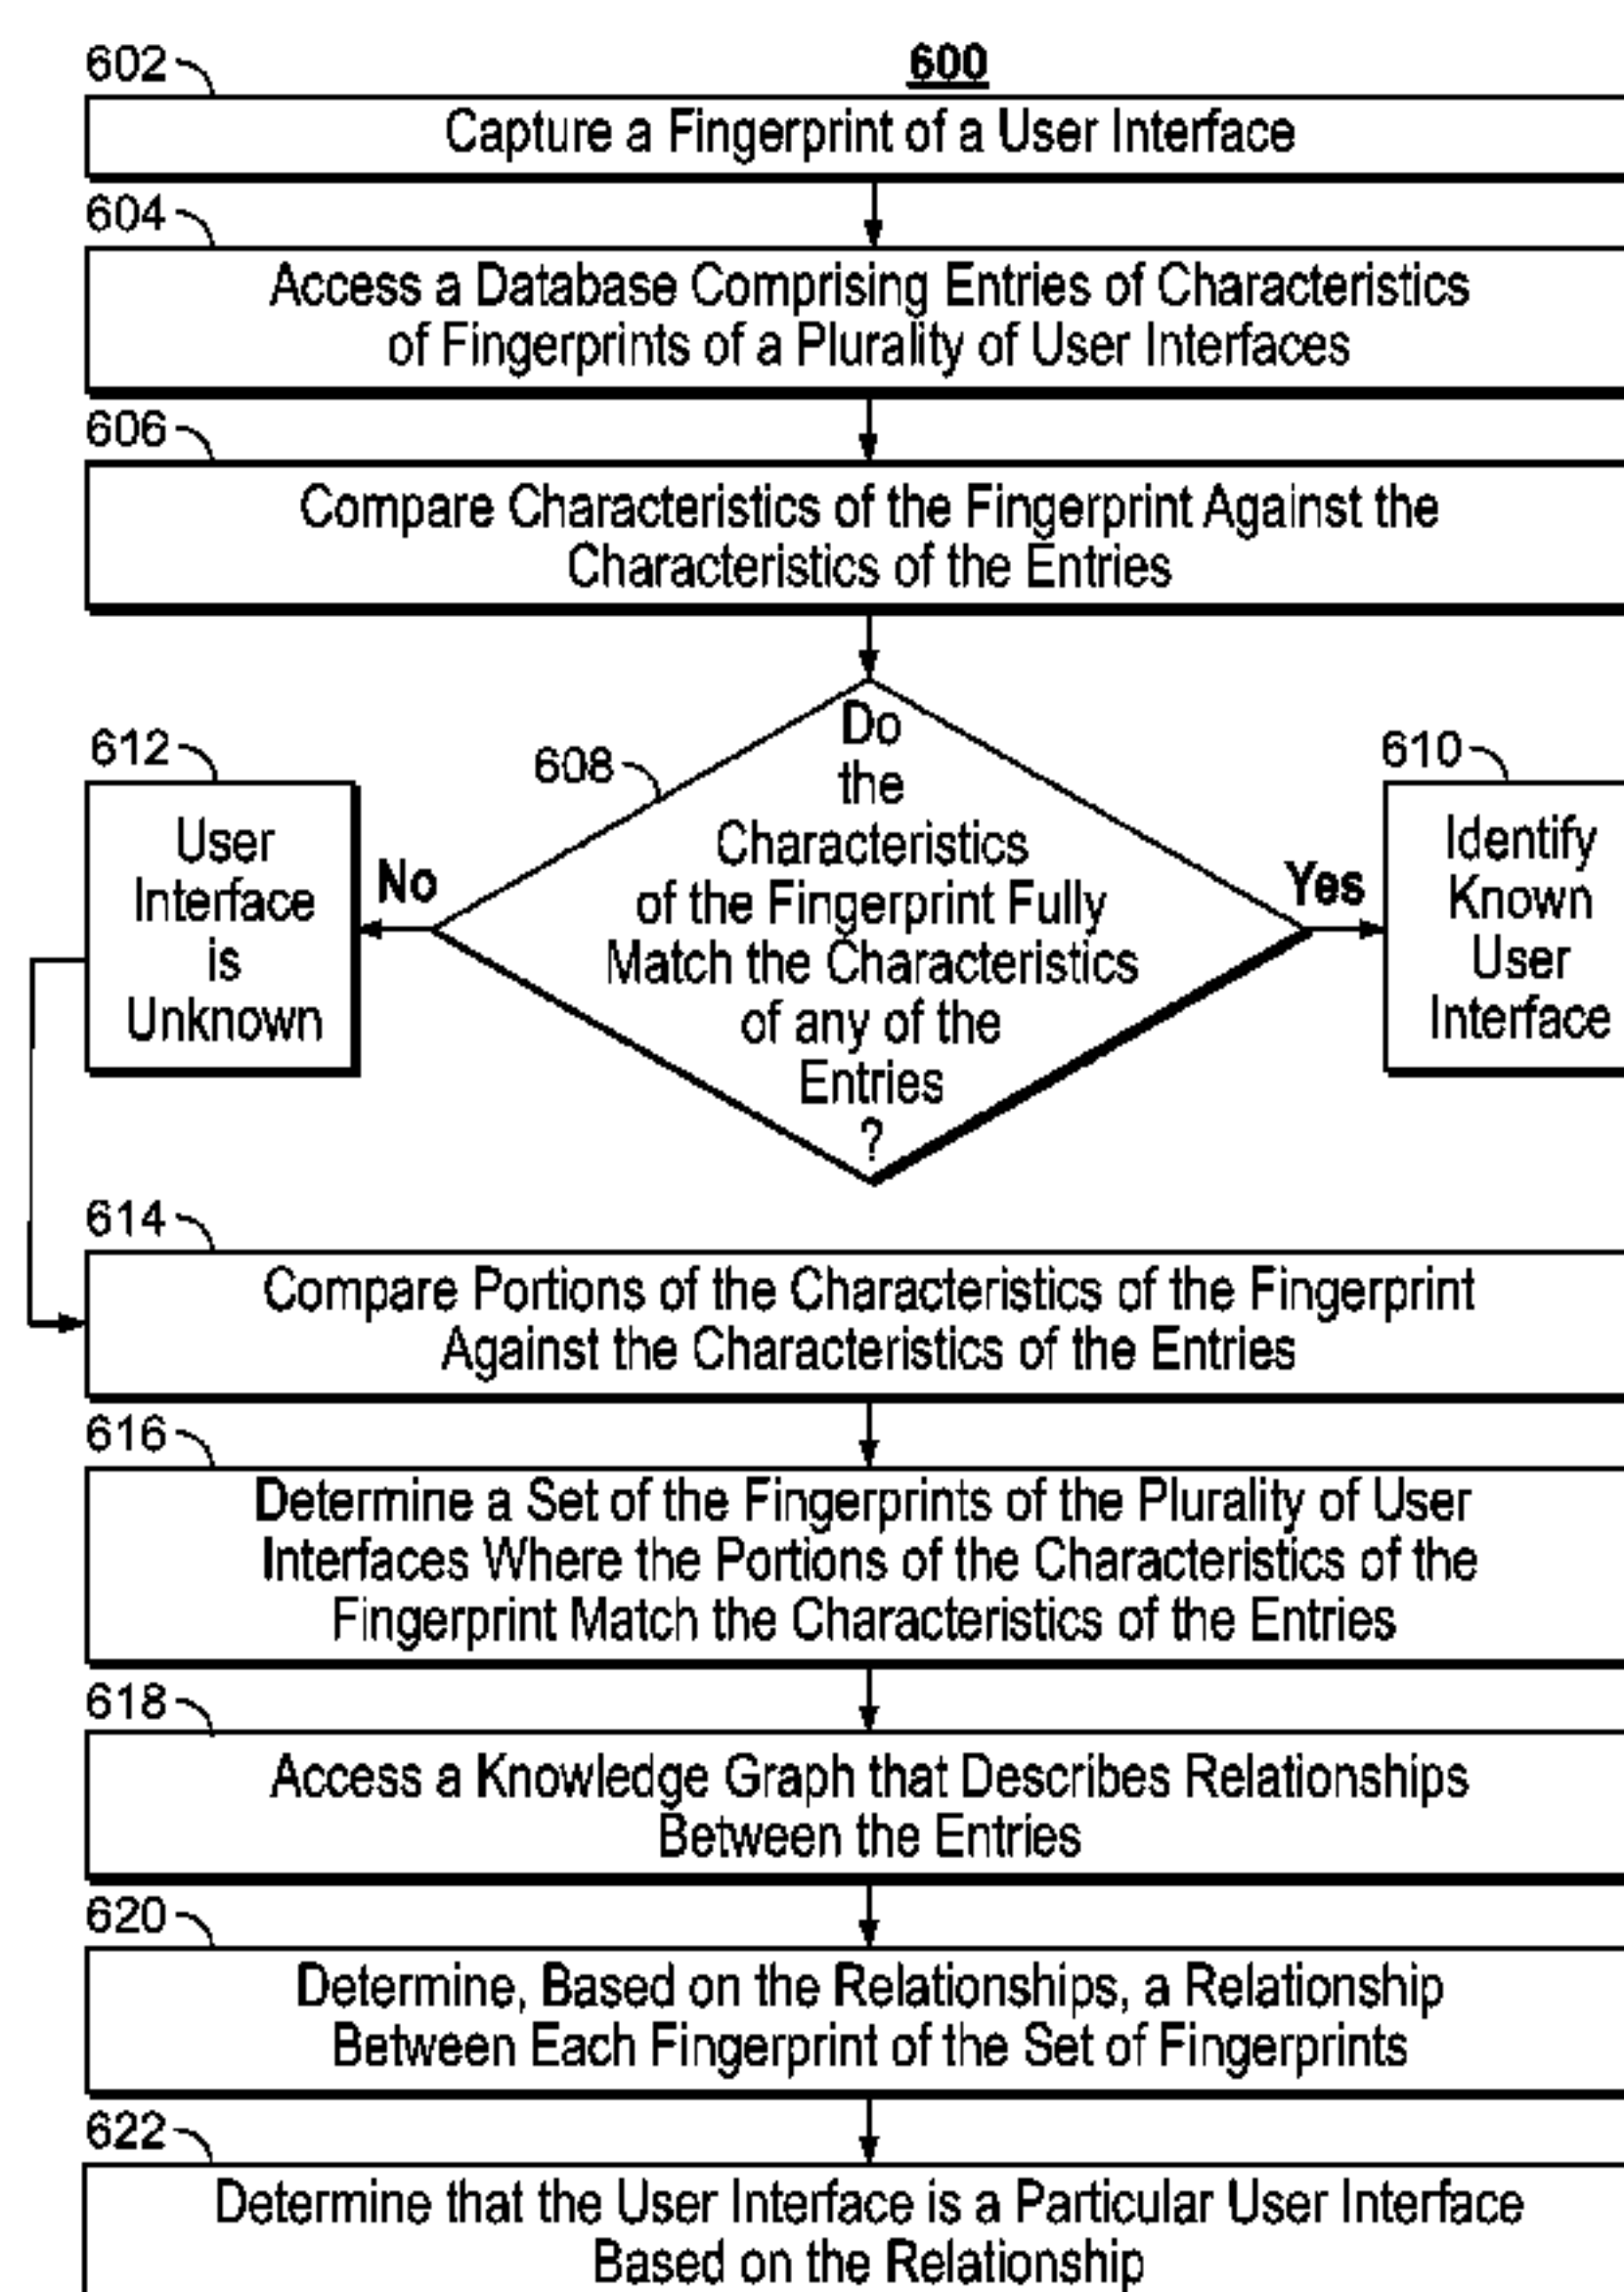 600
602
Capture a Fingerprint of a User Interface
604
Access a Database Comprising Entries of Characteristics
of Fingerprints of a Plurality of User Interfaces
606
Compare Characteristics of the Fingerprint Against the
Characteristics of the Entries
608
Do
the
Characteristics
of the Fingerprint Fully
Match the Characteristics
of any of the
Entries
?
No
612
User
Interface
is
Unknown
Yes
610
Identify
Known
User
Interface
614
Compare Portions of the Characteristics of the Fingerprint
Against the Characteristics of the Entries
616
Determine a Set of the Fingerprints of the Plurality of User
Interfaces Where the Portions of the Characteristics of the
Fingerprint Match the Characteristics of the Entries
618
Access a Knowledge Graph that Describes Relationships
Between the Entries
620
Determine, Based on the Relationships, a Relationship
Between Each Fingerprint of the Set of Fingerprints
622
Determine that the User Interface is a Particular User Interface
Based on the Relationship